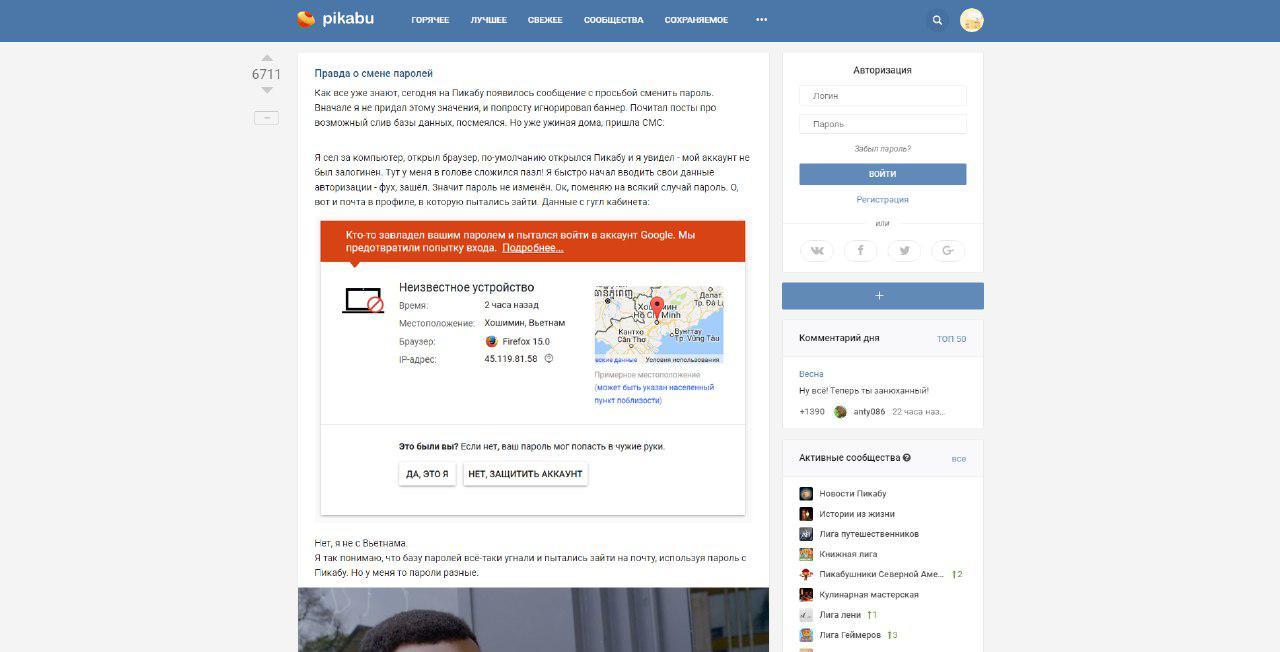 pikabu
ГОРЯЧЕЕ ЛУЧШЕЕ СВЕЖЕЕ СООБЩЕСТВА СОХРАНЯЕМОЕ •••
6711
Правда о смене паролей
Как все уже знают, сегодня на Пикабу появилось сообщение с просьбой сменить пароль.
Вначале я не придал этому значения, и попросту игнорировал баннер. Почитал посты про
возможный слив базы данных, посмеялся. Но уже ужиная дома, пришла СМС:
Я сел за компьютер, открыл браузер, по-умолчанию открылся Пикабу и я увидел - мой аккаунт не
был залогинен. Тут у меня в голове сложился пазл! Я быстро начал вводить свои данные
авторизации - фух, зашёл. Значит пароль не изменён. Ок, поменяю на всякий случай пароль. О,
вот и почта в профиле, в которую пытались зайти. Данные с гугл кабинета:
Кто-то завладел вашим паролем и пытался войти в аккаунт Google. Мы
предотвратили попытку входа. Подробнее...
Неизвестное устройство
Время: 2 часа назад
Местоположение: Хошимин, Вьетнам
Браузер: Firefox 15.0
IP-адрес: 45.119.81.58
Далат
Хошимин
Ho Chi Minh
Кантхо
Cần Thơ
Вунгтау
Tp. Vũng Tàu
Условия использования
Примерное местоположение
(может быть указан населенный
пункт поблизости)
Это были вы? Если нет, ваш пароль мог попасть в чужие руки.
ДА, ЭТО Я НЕТ, ЗАЩИТИТЬ АККАУНТ
Нет, я не с Вьетнама.
Я так понимаю, что базу паролей всё-таки угнали и пытались зайти на почту, используя пароль с
Пикабу. Но у меня то пароли разные.
Авторизация
Логин
Пароль
Забыл пароль?
ВОЙТИ
Регистрация
или
Комментарий дня ТОП 50
Весна
Ну всё! Теперь ты занюханный!
+1390 anty086 22 часа наз...
Активные сообщества все
Новости Пикабу
Истории из жизни
Лига путешественников
Книжная лига
Пикабушники Северной Аме... 2
Кулинарная мастерская
Лига лени 1
Лига Геймеров 3